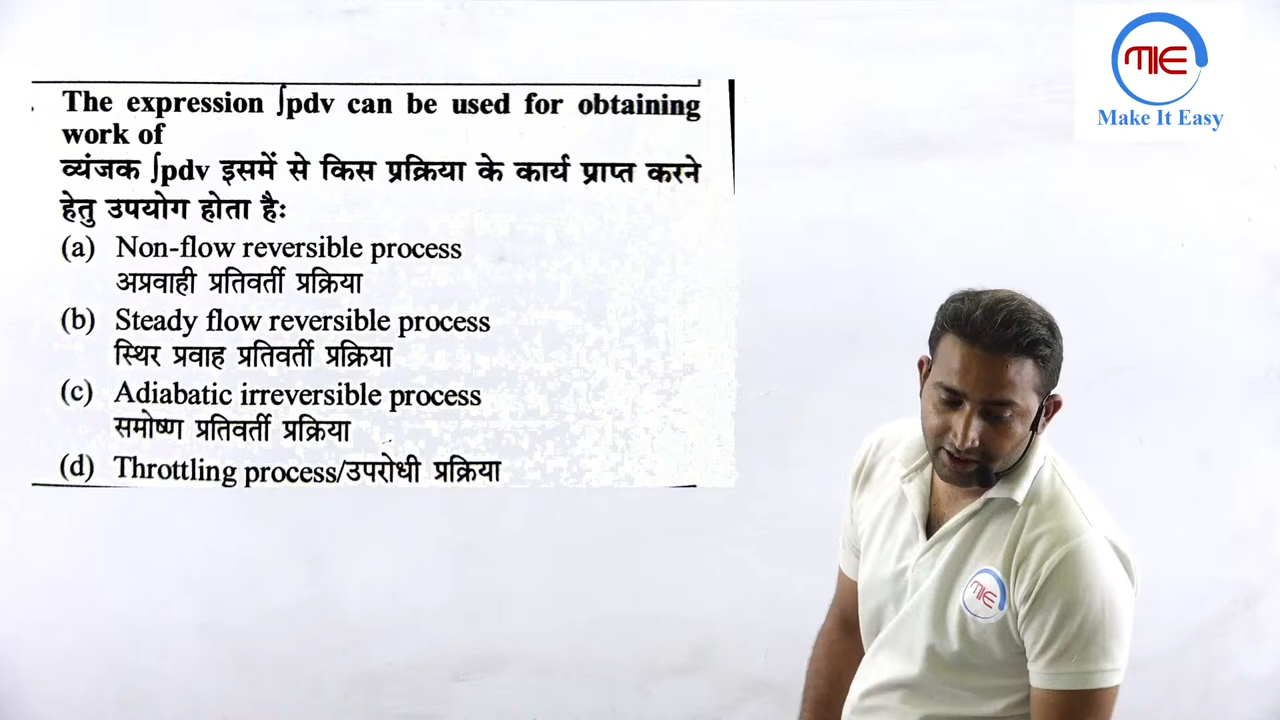 MIE
Make It Easy
The expression ∫pdv can be used for obtaining
work of
व्यंजक ∫pdv इसमें से किस प्रक्रिया के कार्य प्राप्त करने
हेतु उपयोग होता हैः
(a) Non-flow reversible process
अप्रवाही प्रतिवर्ती प्रक्रिया
(b) Steady flow reversible process
स्थिर प्रवाह प्रतिवर्ती प्रक्रिया
(c) Adiabatic irreversible process
समोष्ण प्रतिवर्ती प्रक्रिया
(d) Throttling process/उपरोधी प्रक्रिया
MIE